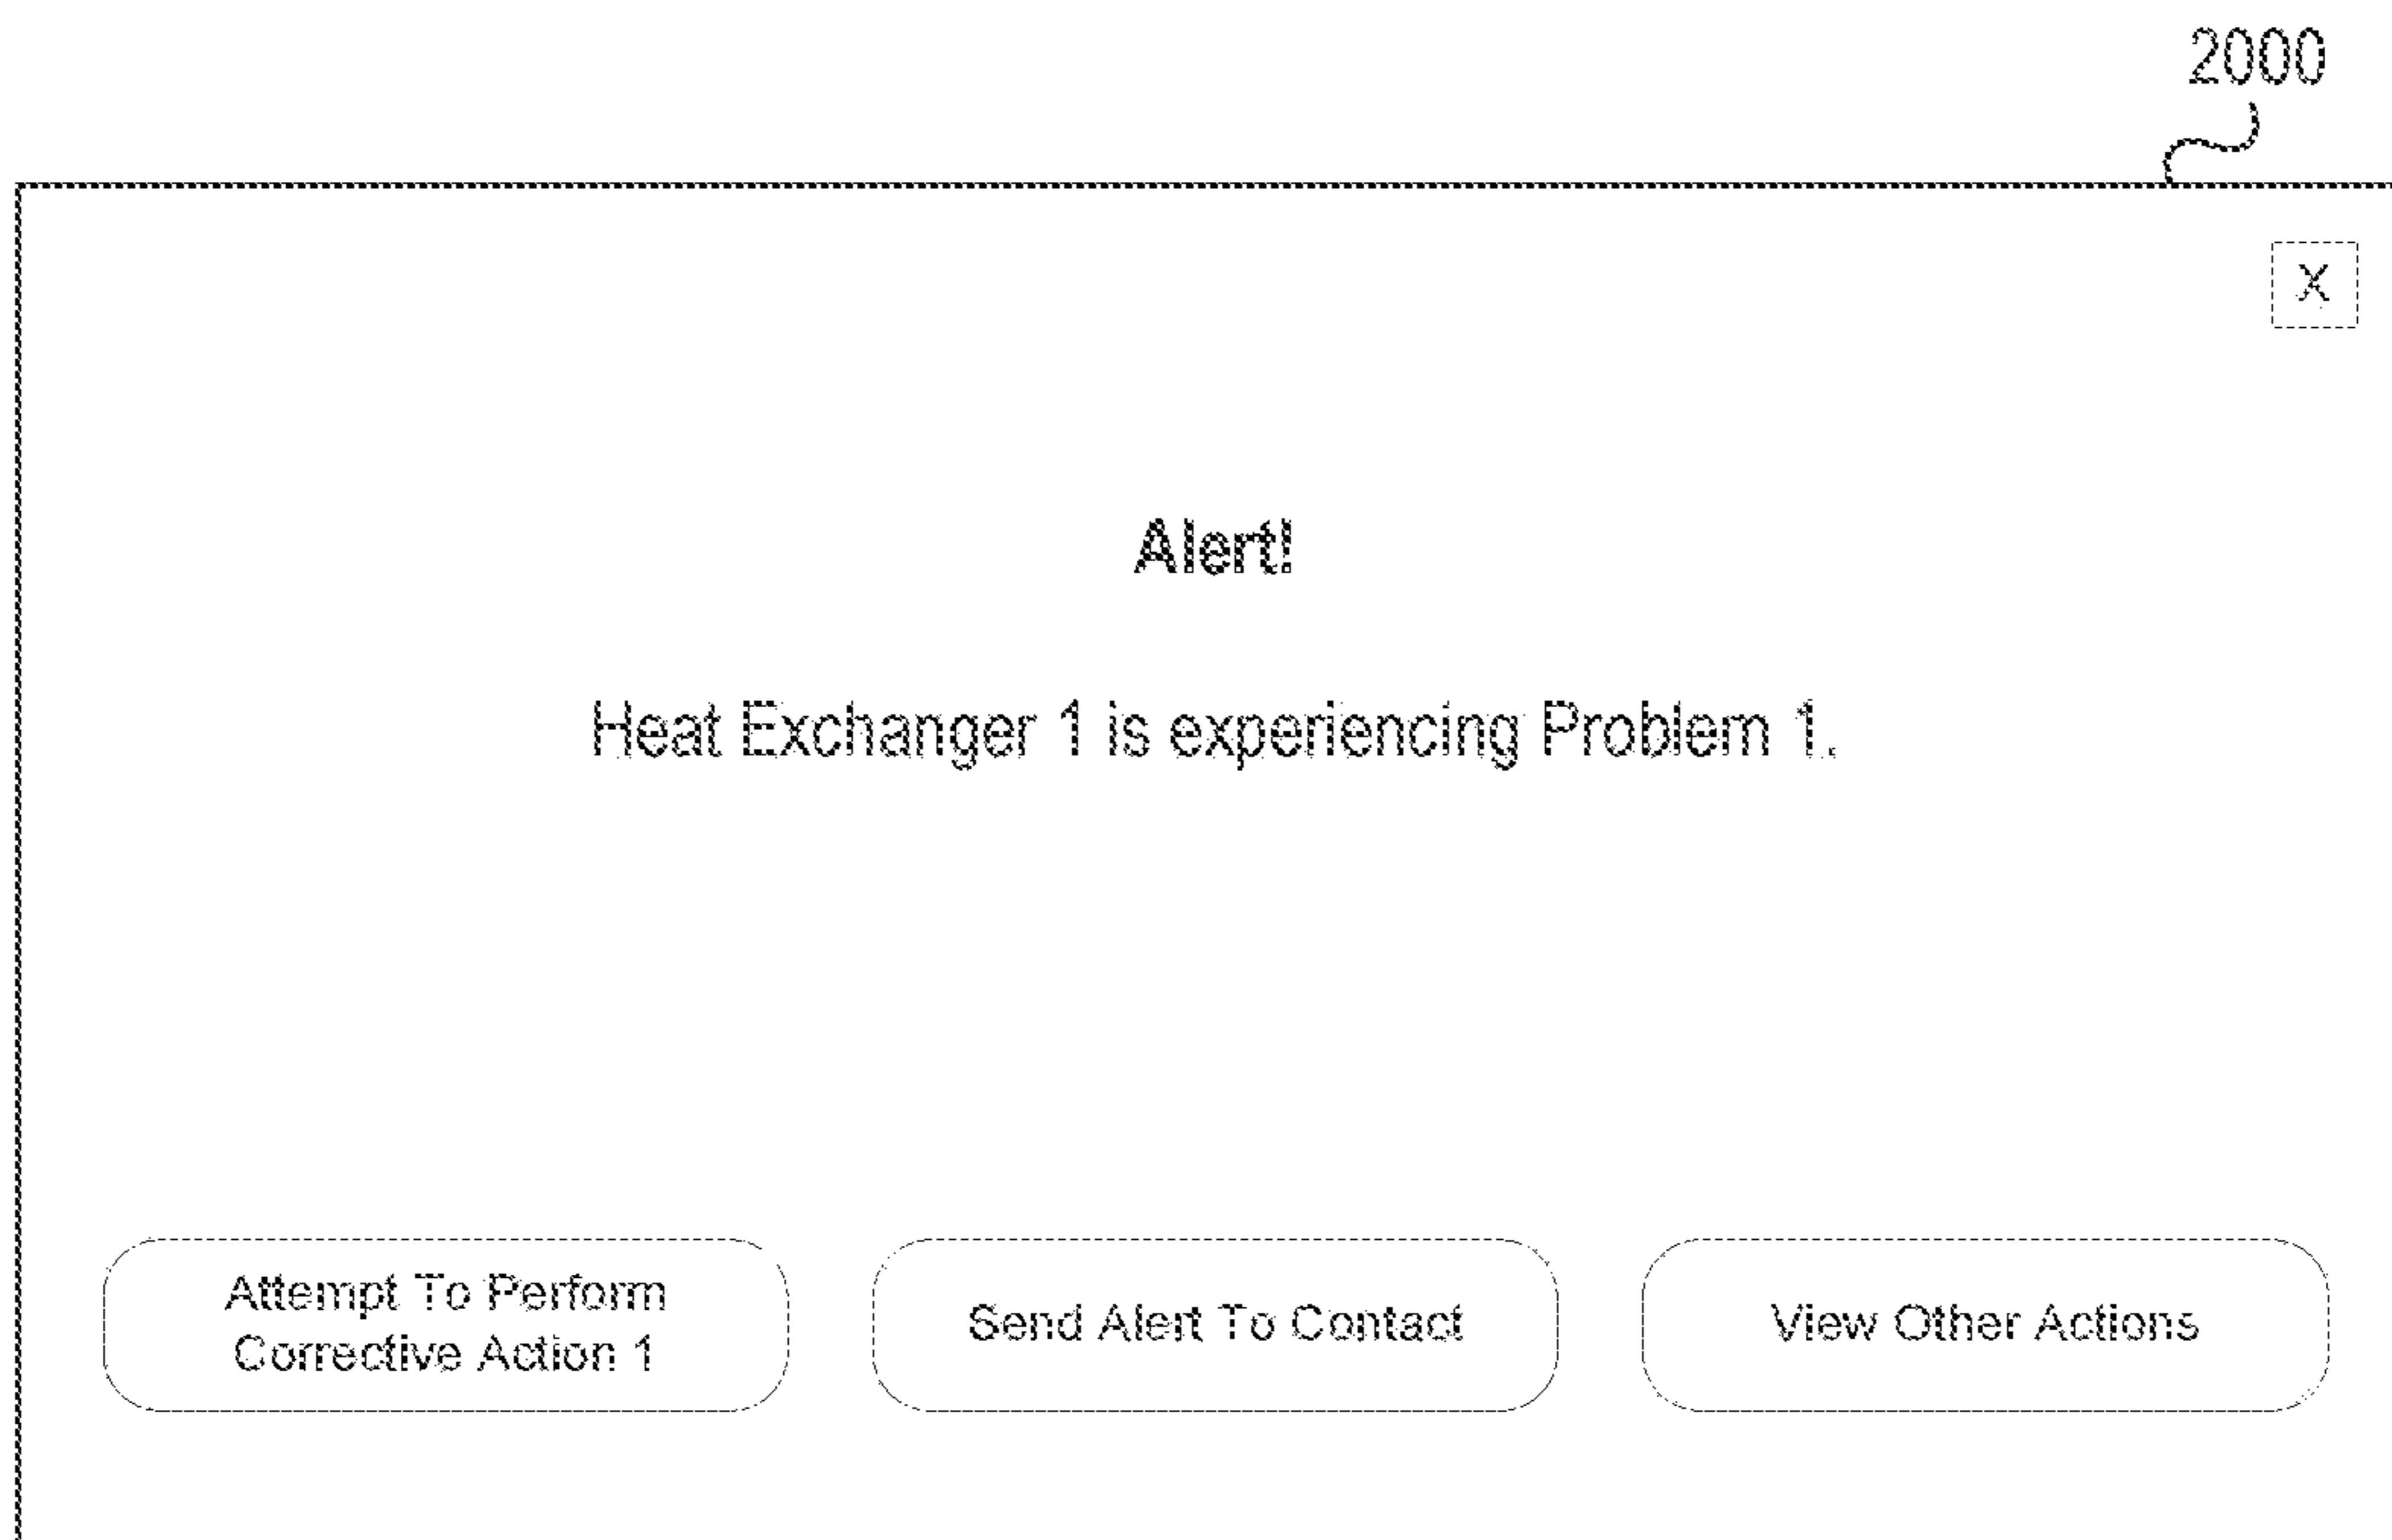 2000
X
Alert!
Heat Exchanger 1 is experiencing Problem 1.
Attempt To Perform
Corrective Action 1
Send Alert To Contact
View Other Actions